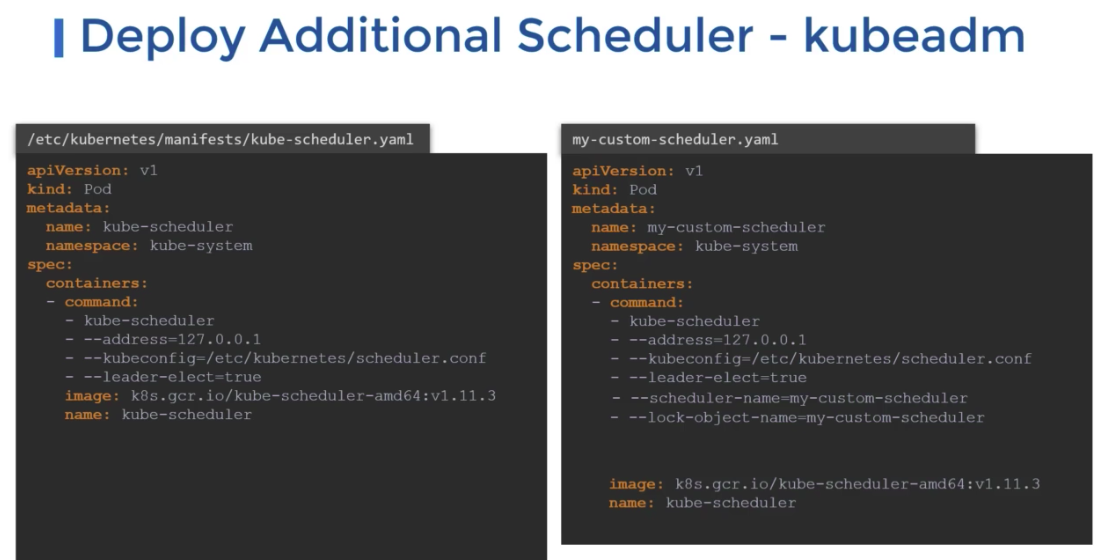 Deploy Additional Scheduler - kubeadm
/etc/kubernetes/manifests/kube-scheduler.yaml
apiVersion: v1
kind: Pod
metadata:
  name: kube-scheduler
  namespace: kube-system
spec:
  containers:
  - command:
    - kube-scheduler
    - --address=127.0.0.1
    - --kubeconfig=/etc/kubernetes/scheduler.conf
    - --leader-elect=true
    image: k8s.gcr.io/kube-scheduler-amd64:v1.11.3
    name: kube-scheduler
my-custom-scheduler.yaml
apiVersion: v1
kind: Pod
metadata:
  name: my-custom-scheduler
  namespace: kube-system
spec:
  containers:
  - command:
    - kube-scheduler
    - --address=127.0.0.1
    - --kubeconfig=/etc/kubernetes/scheduler.conf
    - --leader-elect=true
    - --scheduler-name=my-custom-scheduler
    - --lock-object-name=my-custom-scheduler
    image: k8s.gcr.io/kube-scheduler-amd64:v1.11.3
    name: kube-scheduler